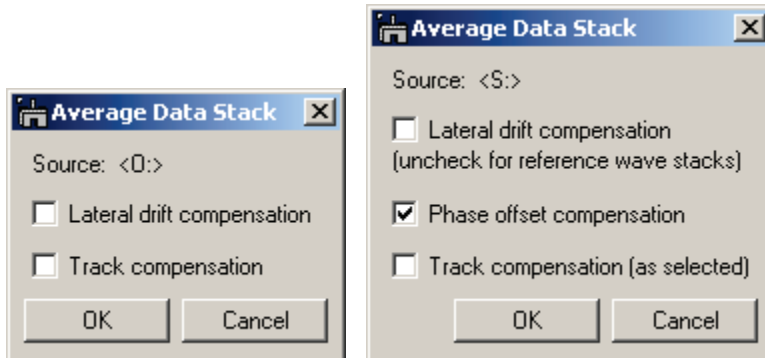 Average Data Stack
Source: <O:>
Lateral drift compensation
Track compensation
OK
Cancel
Average Data Stack
Source: <S:>
Lateral drift compensation
(uncheck for reference wave stacks)
Phase offset compensation
Track compensation (as selected)
OK
Cancel